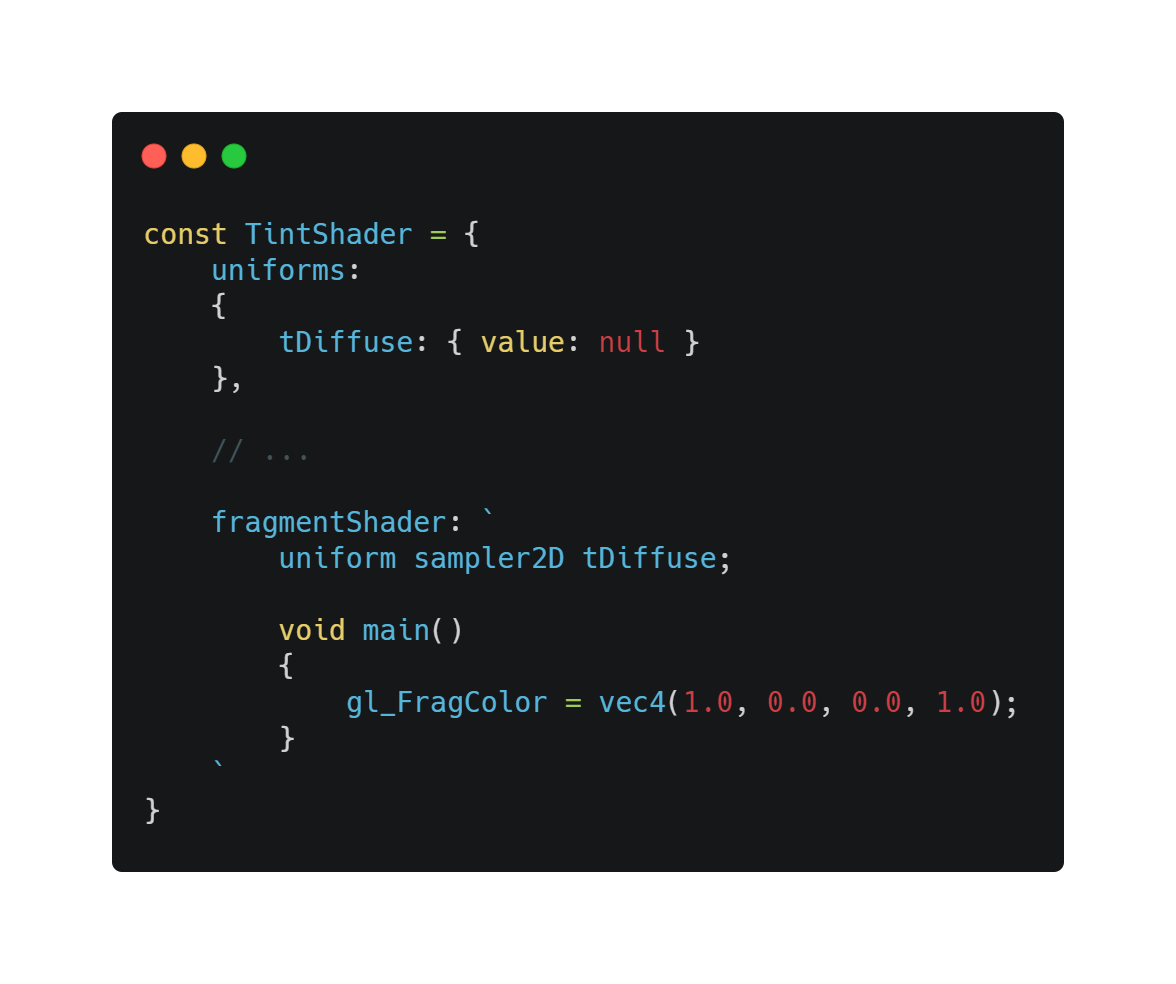 const TintShader = {
    uniforms:
    {
        tDiffuse: { value: null }
    },

    // ...

    fragmentShader: `
        uniform sampler2D tDiffuse;

        void main()
        {
            gl_FragColor = vec4(1.0, 0.0, 0.0, 1.0);
        }
    `
}